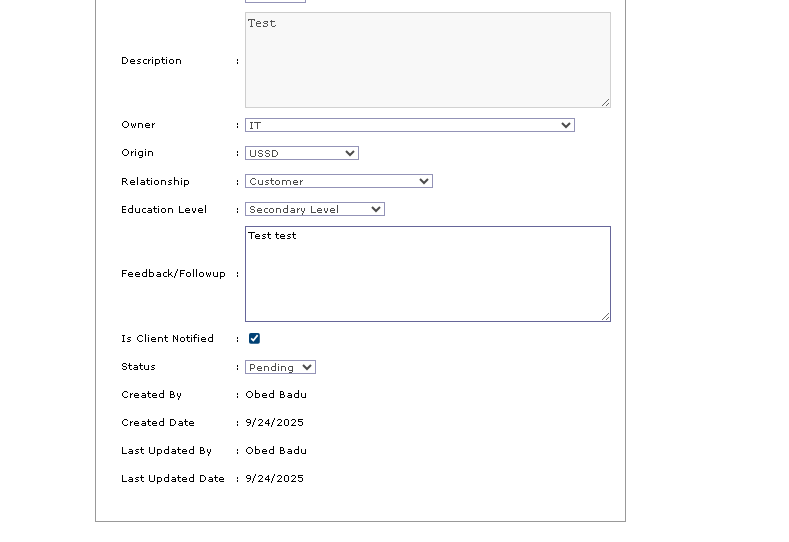 Test
Description :
Owner : IT
Origin : USSD
Relationship : Customer
Education Level : Secondary Level
Test test
Feedback/Followup :
Is Client Notified :
Status : Pending
Created By : Obed Badu
Created Date : 9/24/2025
Last Updated By : Obed Badu
Last Updated Date : 9/24/2025